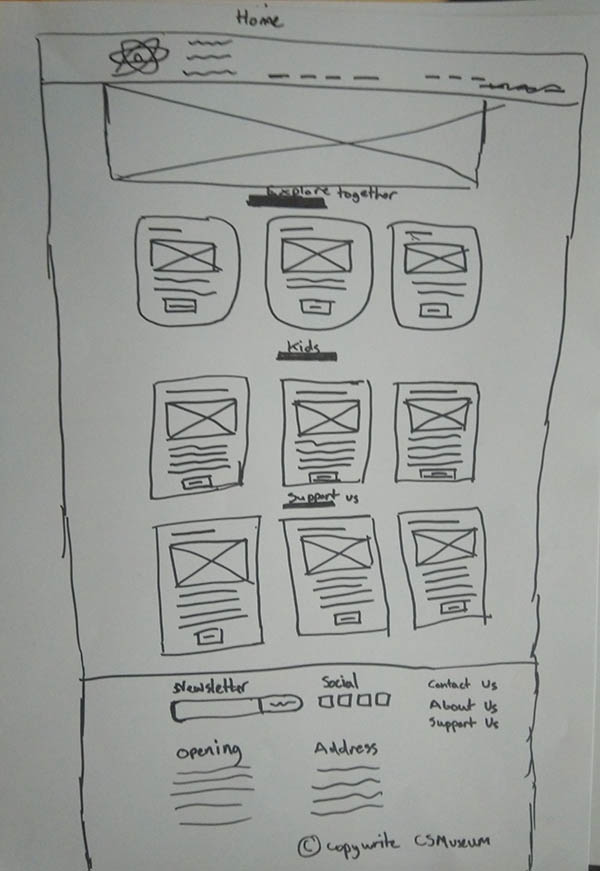 Home
Explore together
Kids
Support us
Newsletter
Social
Contact Us
About Us
Support Us
Opening
Address
© copywrite CSMuseum